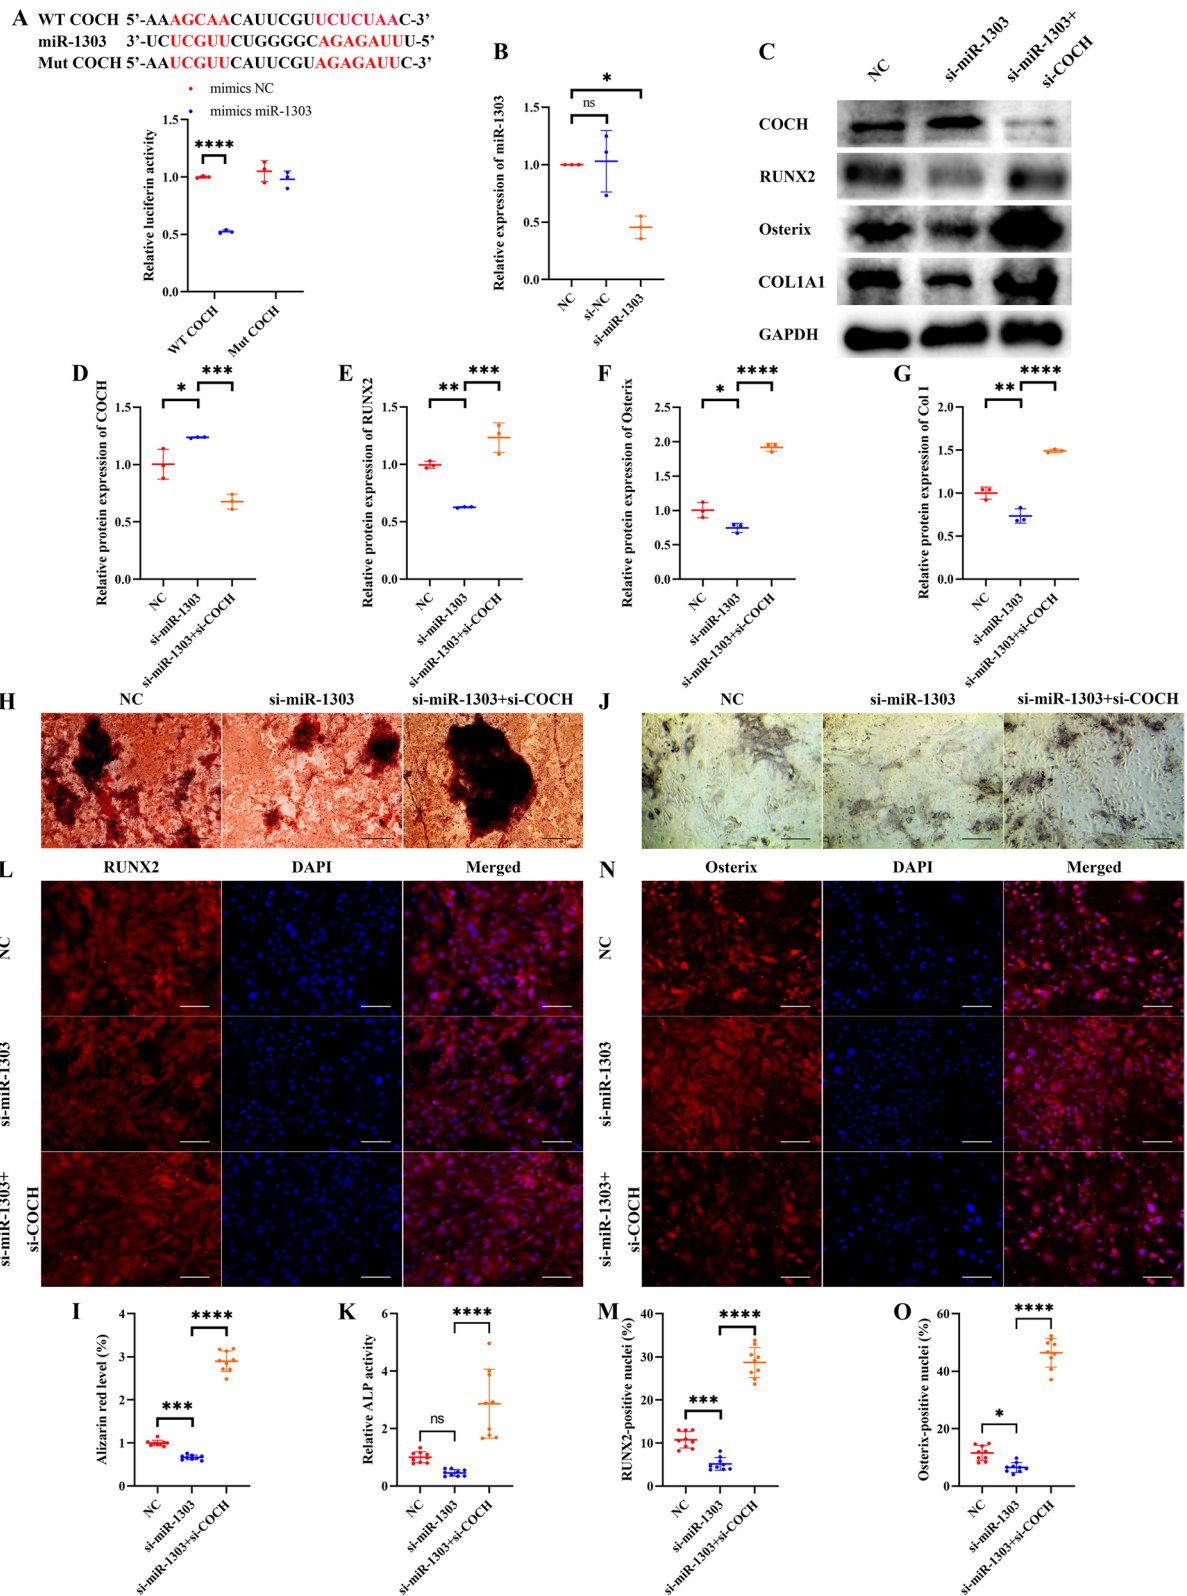 A
WT COCH 5’-AAAGCAACAUUCGUUCUCUAAC-3’
miR-1303 3’-UCUCGUUCUGGGGCAGAGAUUU-5’
Mut COCH 5’-AAUCGUUCAUUCGUAGAGAUUC-3’
mimics NC
mimics miR-1303
Relative luciferin activity
1.5
1.0
0.5
0.0
****
WT COCH
Mut COCH
B
Relative expression of miR-1303
1.5
1.0
0.5
0.0
*
ns
NC
si-NC
si-miR-1303
C
NC
si-miR-1303
si-miR-1303+
si-COCH
COCH
RUNX2
Osterix
COL1A1
GAPDH
D
Relative protein expression of COCH
1.5
1.0
0.5
0.0
*
***
NC
si-miR-1303
si-miR-1303+si-COCH
E
Relative protein expression of RUNX2
1.5
1.0
0.5
0.0
**
***
NC
si-miR-1303
si-miR-1303+si-COCH
F
Relative protein expression of Osterix
2.5
2.0
1.5
1.0
0.5
0.0
*
****
NC
si-miR-1303
si-miR-1303+si-COCH
G
Relative protein expression of Col I
2.0
1.5
1.0
0.5
0.0
**
****
NC
si-miR-1303
si-miR-1303+si-COCH
H
NC
si-miR-1303
si-miR-1303+si-COCH
J
NC
si-miR-1303
si-miR-1303+si-COCH
L
RUNX2
DAPI
Merged
NC
si-miR-1303
si-miR-1303+
si-COCH
N
Osterix
DAPI
Merged
NC
si-miR-1303
si-miR-1303+
si-COCH
I
Alizarin red level (%)
4
3
2
1
0
***
****
NC
si-miR-1303
si-miR-1303+si-COCH
K
Relative ALP activity
6
4
2
0
ns
****
NC
si-miR-1303
si-miR-1303+si-COCH
M
RUNX2-positive nuclei (%)
40
30
20
10
0
***
****
NC
si-miR-1303
si-miR-1303+si-COCH
O
Osterix-positive nuclei (%)
60
40
20
0
*
****
NC
si-miR-1303
si-miR-1303+si-COCH